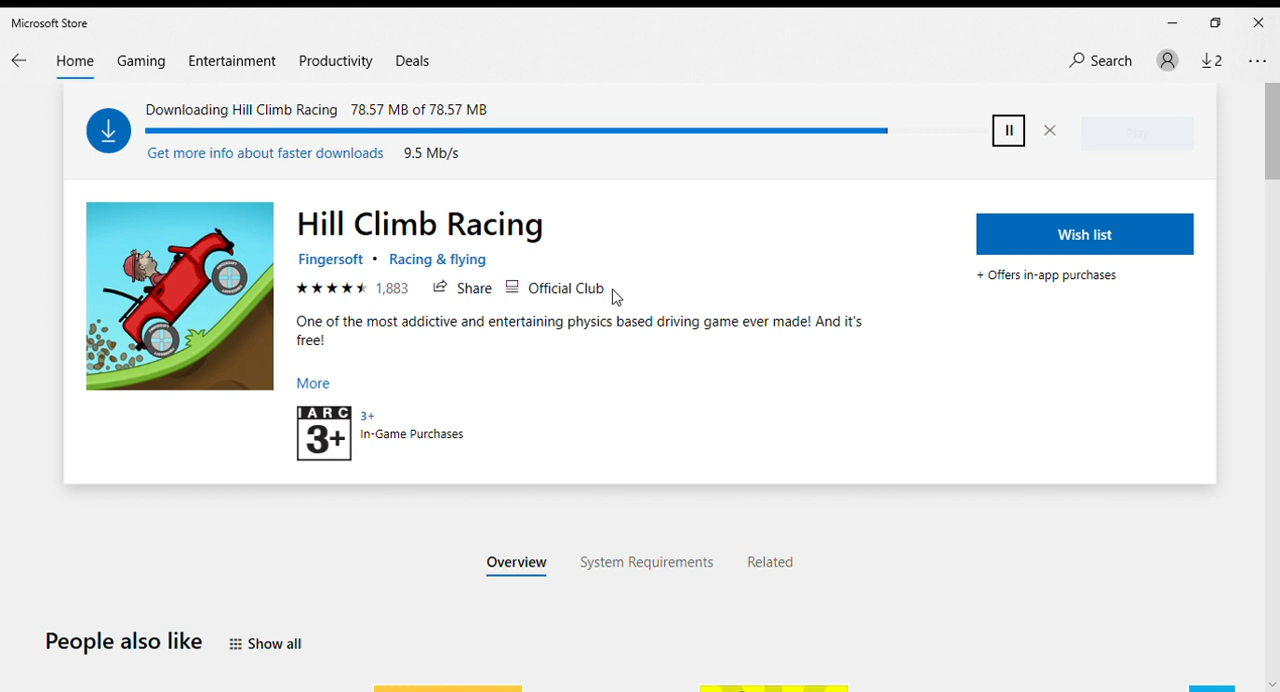 Microsoft Store
Home Gaming Entertainment Productivity Deals Search 2
Downloading Hill Climb Racing 78.57 MB of 78.57 MB
Play
Get more info about faster downloads 9.5 Mb/s
Hill Climb Racing
Wish list
Fingersoft • Racing & flying
+ Offers in-app purchases
1,883 Share Official Club
One of the most addictive and entertaining physics based driving game ever made! And it's
free!
More
IARC
3+
3+
In-Game Purchases
Overview System Requirements Related
People also like Show all